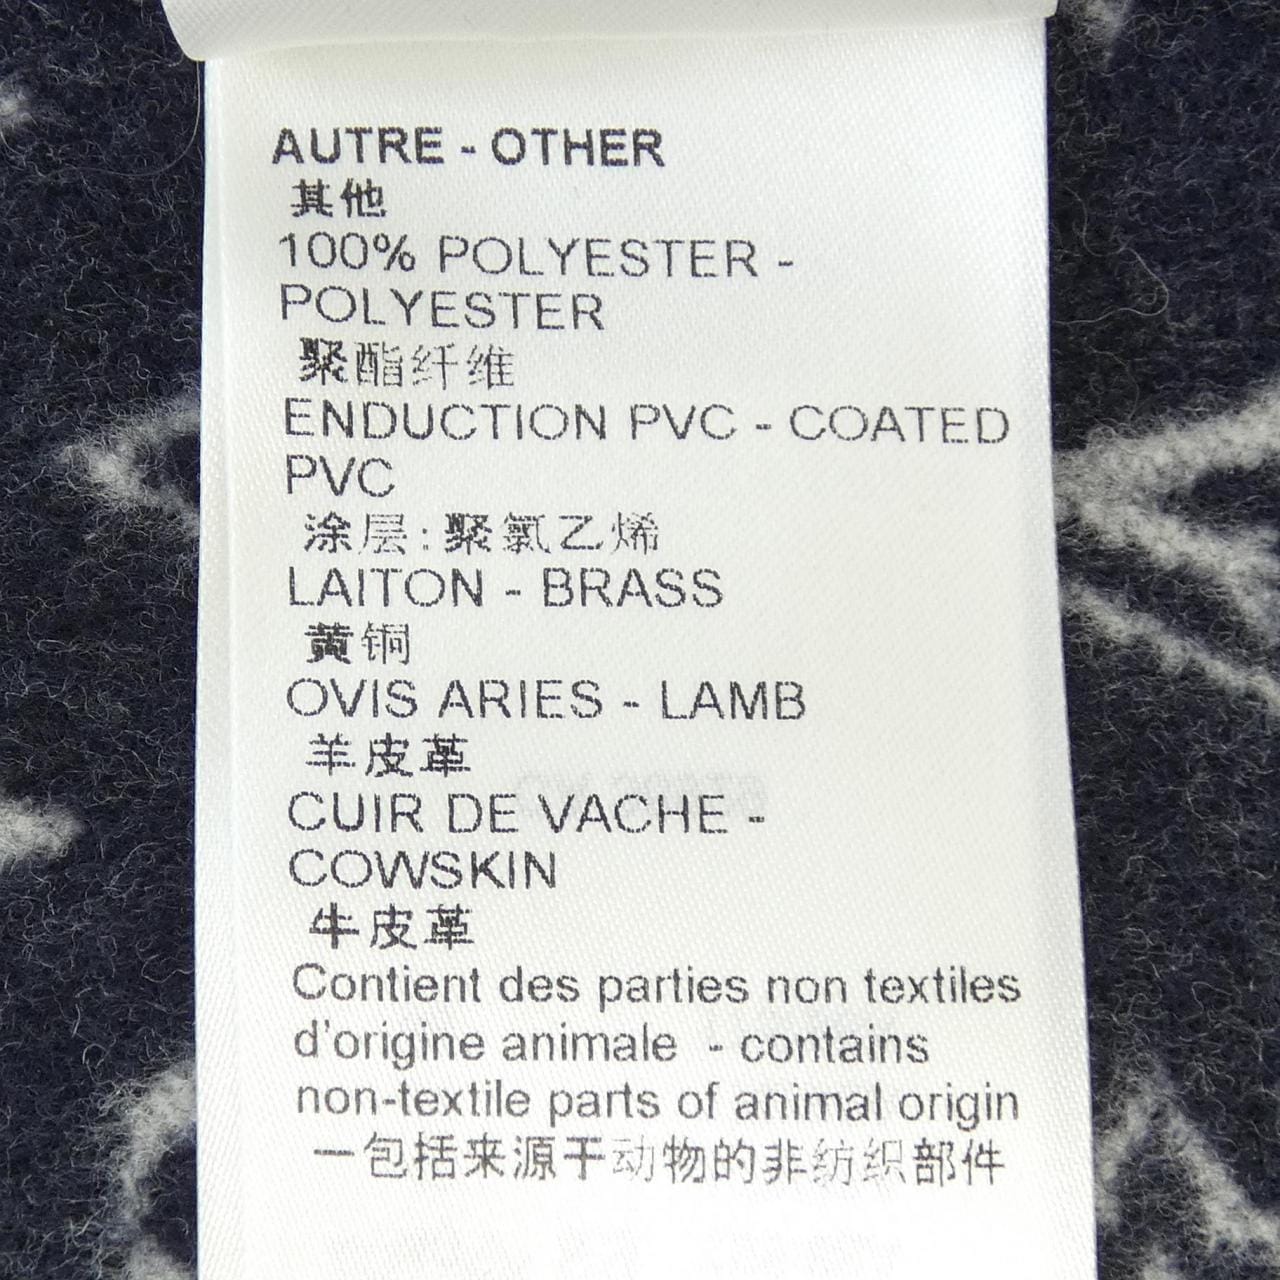 AUTRE - OTHER
其他
100% POLYESTER -
POLYESTER
聚酯纤维
ENDUCTION PVC - COATED
PVC
涂层:聚氯乙烯
LAITON - BRASS
黄铜
OVIS ARIES - LAMB
羊皮革
CUIR DE VACHE -
COWSKIN
牛皮革
Contient des parties non textiles
d'origine animale - contains
non-textile parts of animal origin
一包括来源于动物的非纺织部件